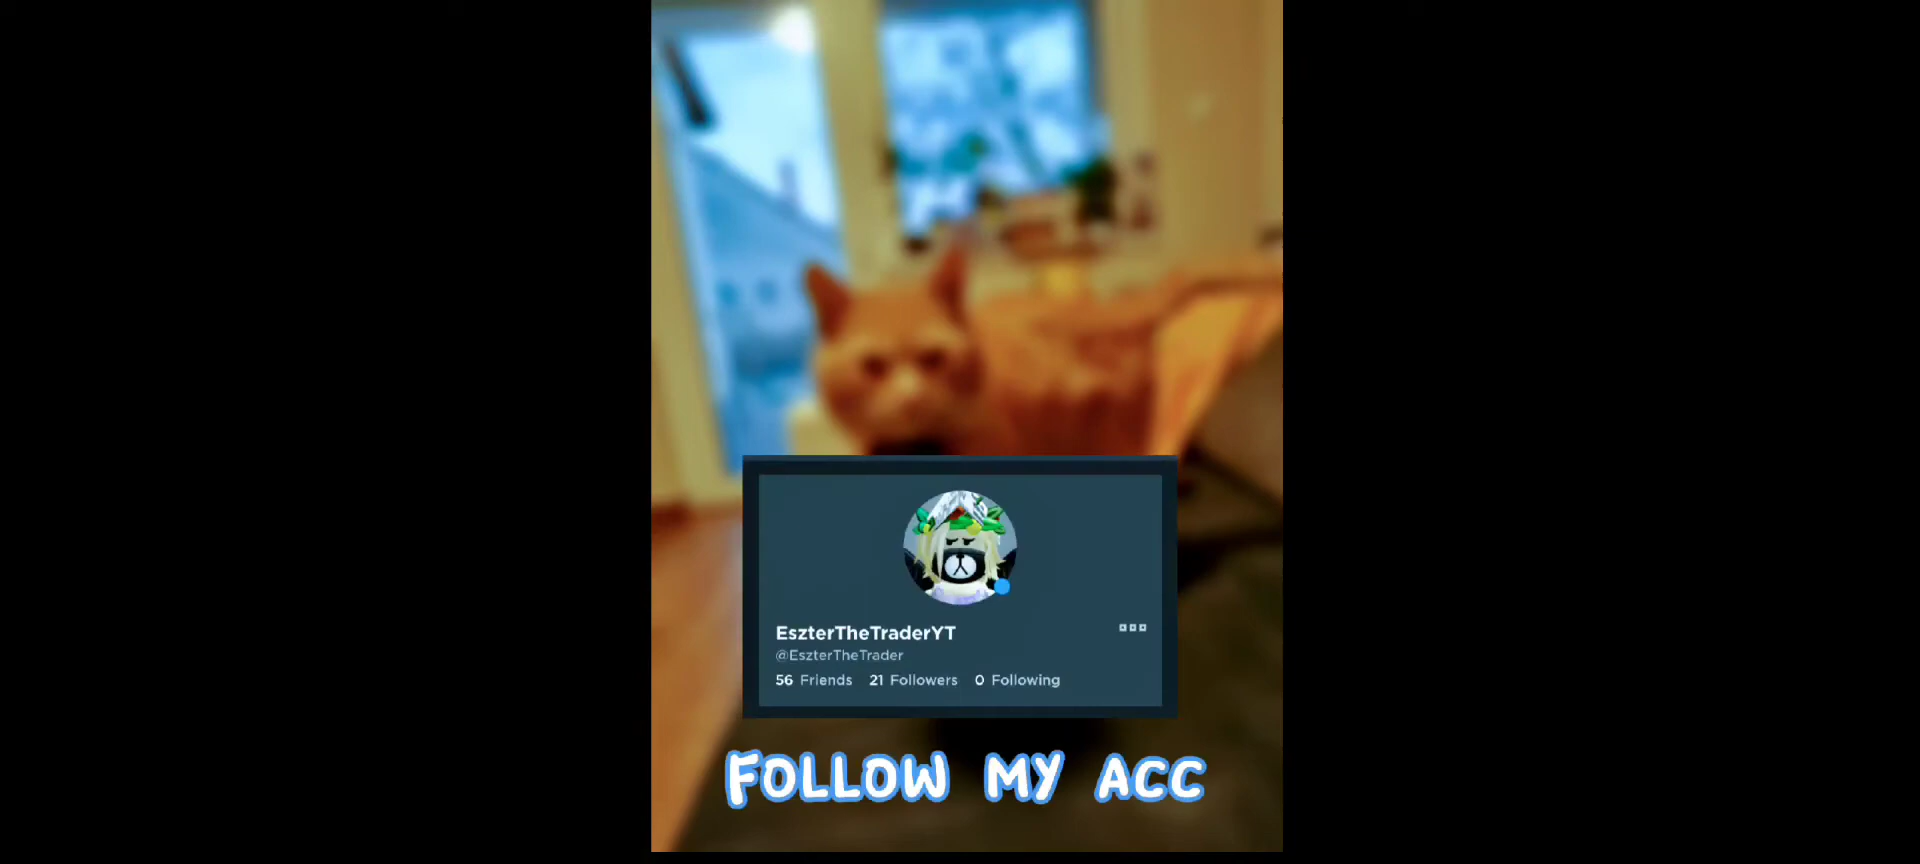 EszterTheTraderYT
@EszterTheTrader
56 Friends 21 Followers 0 Following
FOLLOW MY ACC